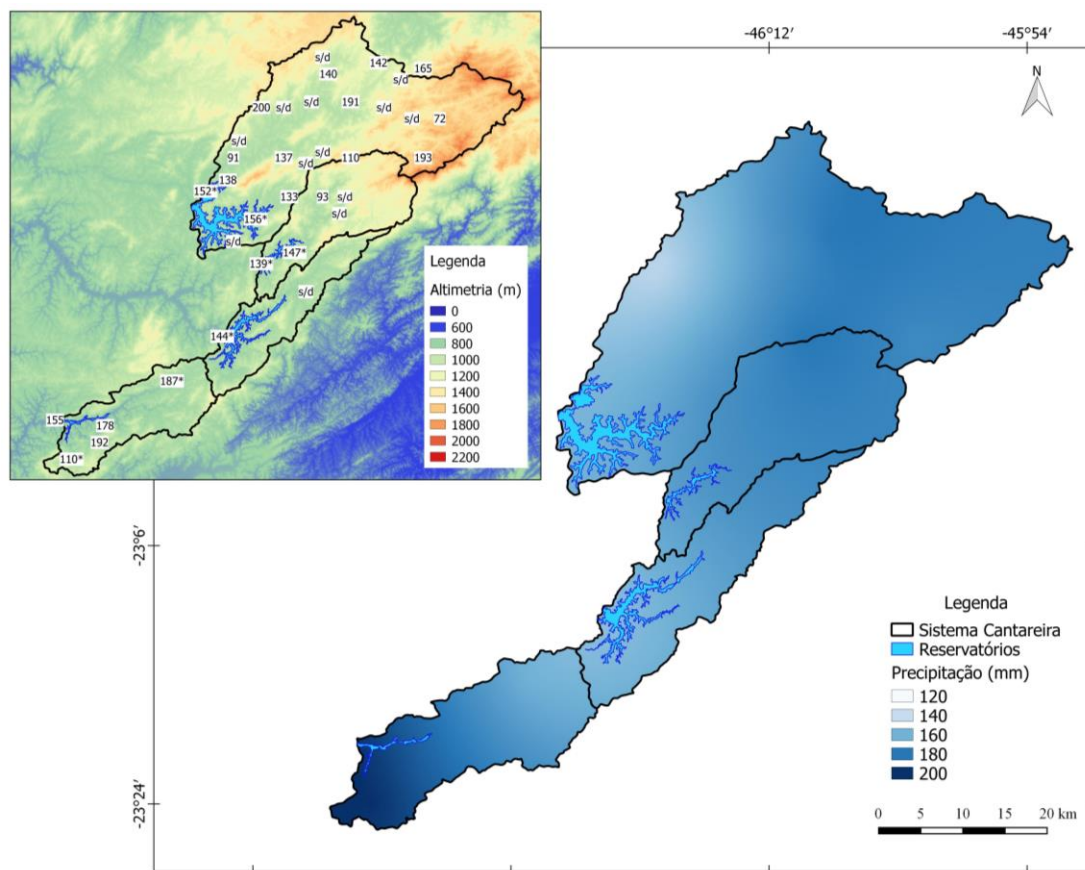 -46°12′ -45°54′
N
s/d
140
142
165
s/d
200
s/d
s/d
191
s/d
s/d
72
s/d
91
137
s/d
s/d
110
193
138
152*
133
93
s/d
s/d
156*
s/d
139*
147*
s/d
144*
187*
155
178
192
110*
Legenda
Altimetria (m)
0
600
800
1000
1200
1400
1600
1800
2000
2200
-23°6′
-23°24′
Legenda
Sistema Cantareira
Reservatórios
Precipitação (mm)
120
140
160
180
200
0 5 10 15 20 km